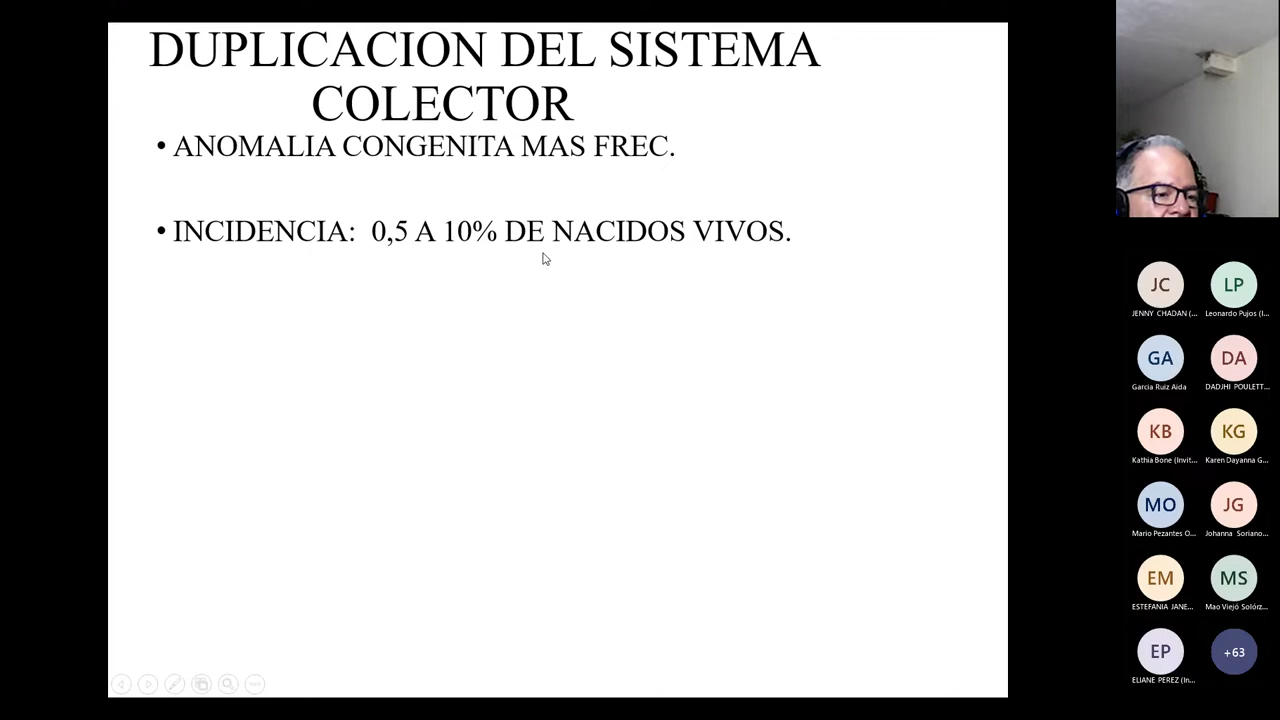 DUPLICACION DEL SISTEMA
COLECTOR
• ANOMALIA CONGENITA MAS FREC.
• INCIDENCIA: 0,5 A 10% DE NACIDOS VIVOS.
JC
LP
JENNY CHADAN (...
Leonardo Pujos (I...
GA
DA
Garcia Ruiz Aida
DADJHI POULETT...
KB
KG
Kathia Bone (Invit...
Karen Dayanna G...
MO
JG
Mario Pezantes O...
Johanna Soriano...
EM
MS
ESTEFANIA JANE...
Mao Viejó Solórz...
EP
+63
ELIANE PEREZ (In...